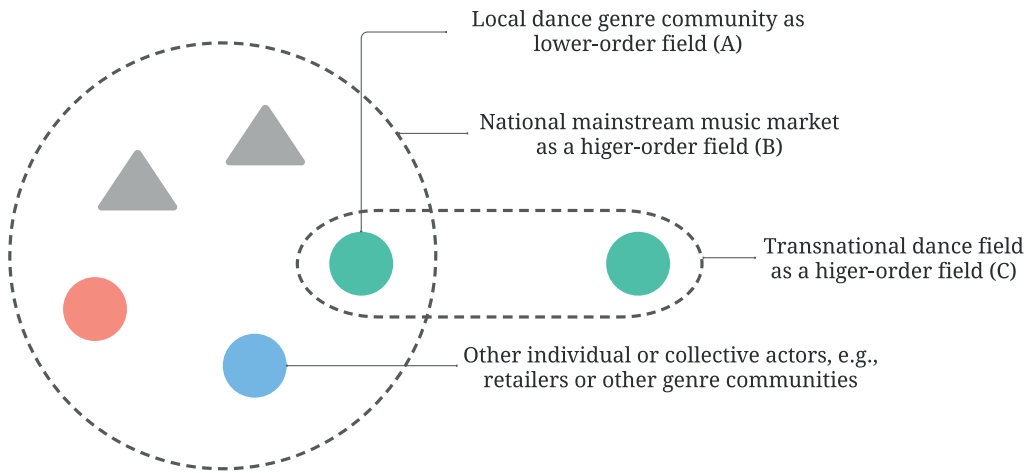 Local dance genre community as
lower-order field (A)
National mainstream music market
as a higer-order field (B)
Transnational dance field
as a higer-order field (C)
Other individual or collective actors, e.g.,
retailers or other genre communities